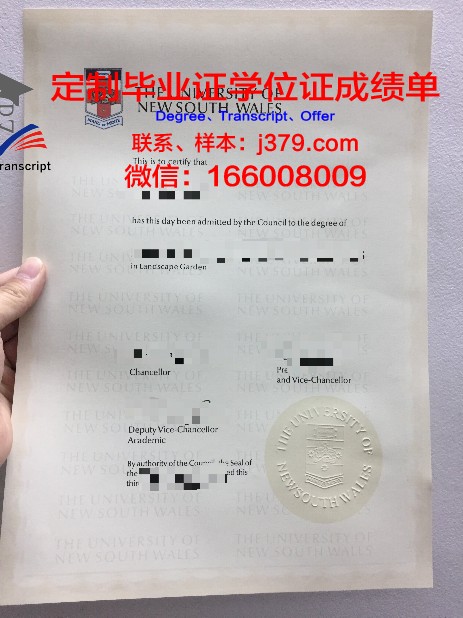 THE UNIVERSITY OF
NEW SOUTH WALES
定制毕业证学位证成绩单
Degree、Transcript、Offer
联系、样本：j379.com
微信：166008009
Transcript
This is to certify that
has this day been admitted by the Council to the degree of
in Landscape Garden
Chancellor
and Vice-Chancellor
Deputy Vice-Chancellor
Academic
By authority of the Council, the Seal of
the
ed this
THE UNIVERSITY OF
NEW SOUTH WALES